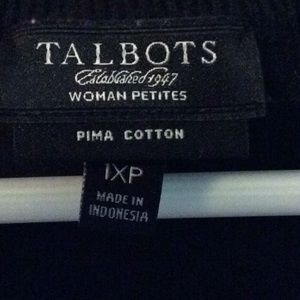 TALBOTS
Established 1947
WOMAN PETITES
PIMA COTTON
1XP
MADE IN
INDONESIA